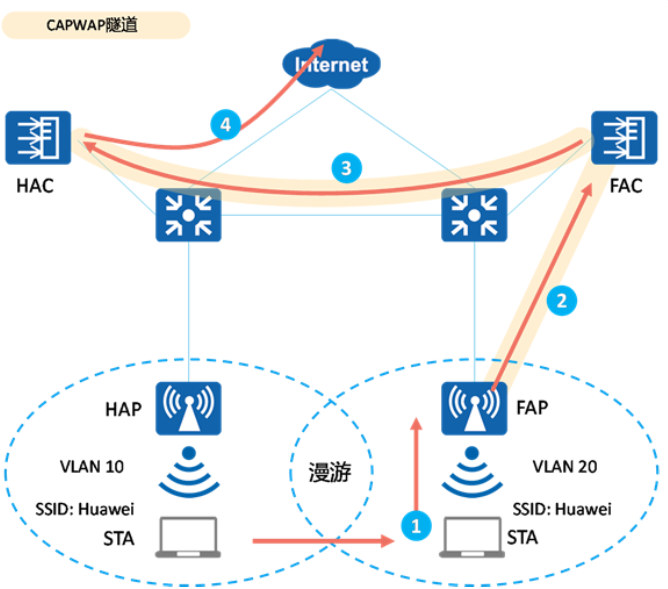 CAPWAP隧道
Internet
4
3
HAC
FAC
2
HAP
FAP
VLAN 10
漫游
VLAN 20
SSID: Huawei
SSID: Huawei
1
STA
STA